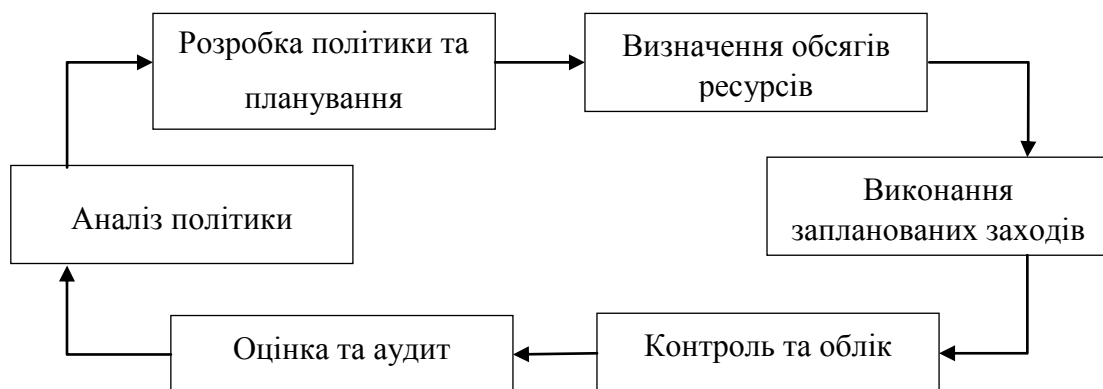 Розробка політики та
планування
Визначення обсягів
ресурсів
Виконання
запланованих заходів
Контроль та облік
Оцінка та аудит
Аналіз політики